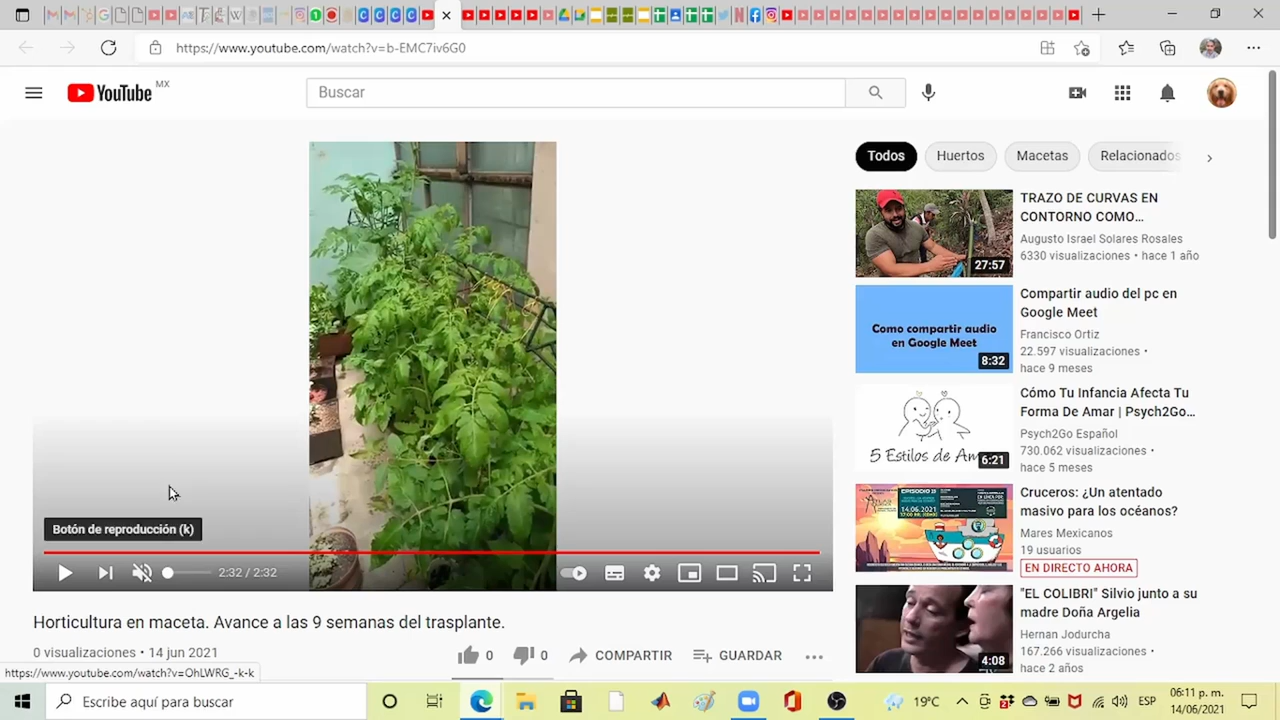 https://www.youtube.com/watch?v=b-EMC7iv6G0
YouTube MX
Buscar
Todos
Huertos
Macetas
Relacionados
TRAZO DE CURVAS EN
CONTORNO COMO…
Augusto Israel Solares Rosales
6330 visualizaciones • hace 1 año
27:57
Compartir audio del pc en
Google Meet
Francisco Ortiz
22.597 visualizaciones •
hace 9 meses
Como compartir audio
en Google Meet
8:32
Cómo Tu Infancia Afecta Tu
Forma De Amar | Psych2Go…
Psych2Go Español
730.062 visualizaciones •
hace 5 meses
5 Estilos de Am
6:21
Cruceros: ¿Un atentado
masivo para los océanos?
Mares Mexicanos
19 usuarios
EN DIRECTO AHORA
EPISODIO 25
14.06.2021
"EL COLIBRI" Silvio junto a su
madre Doña Argelia
Hernan Jodurcha
167.266 visualizaciones •
hace 2 años
4:08
Botón de reproducción (k)
2:32 / 2:32
Horticultura en maceta. Avance a las 9 semanas del trasplante.
0 visualizaciones • 14 jun 2021
0
0
COMPARTIR
GUARDAR
https://www.youtube.com/watch?v=OhLWRG_-k-k
Escribe aquí para buscar
19°C
ESP
06:11 p. m.
14/06/2021